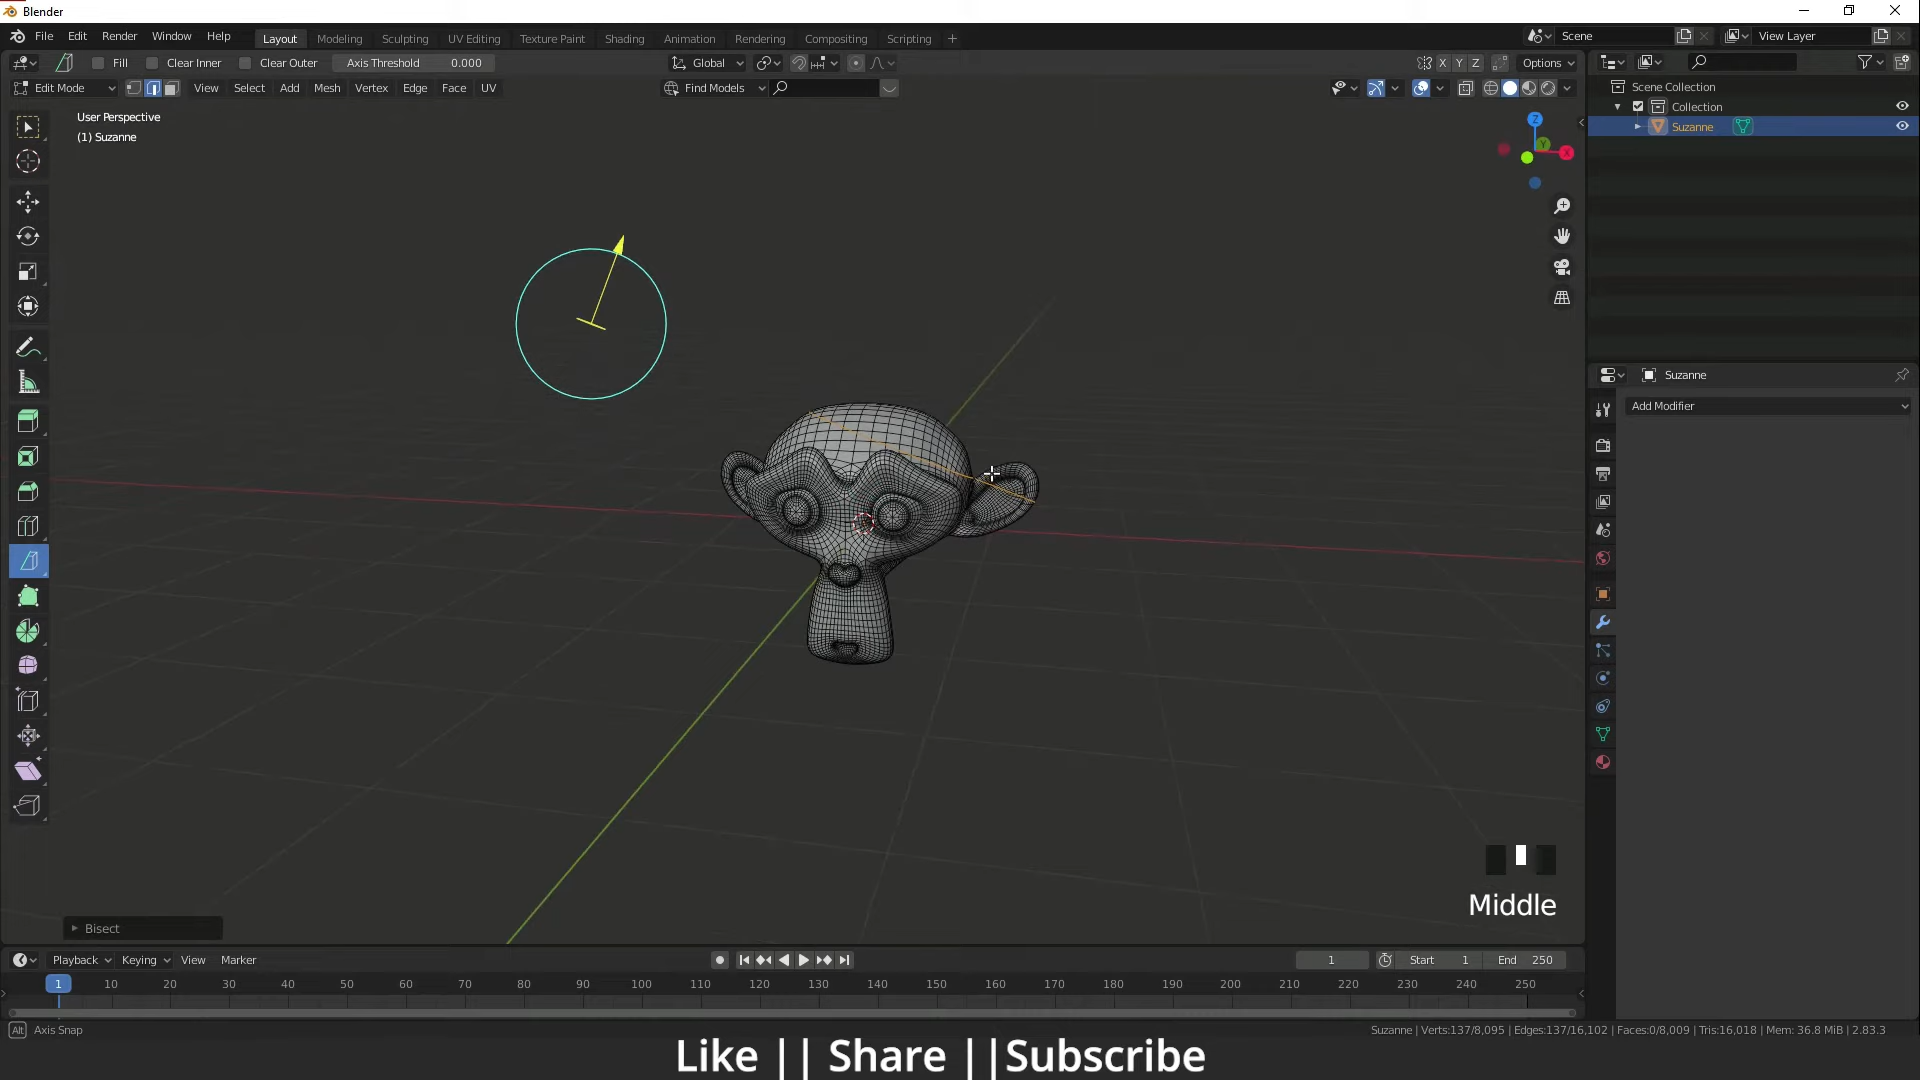 Blender
File Edit Render Window Help Layout Modeling Sculpting UV Editing Texture Paint Shading Animation Rendering Compositing Scripting + Scene View Layer
Fill Clear Inner Clear Outer Axis Threshold 0.000 Global X Y Z Options
Edit Mode View Select Add Mesh Vertex Edge Face UV Find Models
User Perspective
(1) Suzanne
Z
Y
X
Scene Collection
Collection
Suzanne
Suzanne
Add Modifier
Middle
Bisect
Playback Keying View Marker 1 Start 1 End 250
1 10 20 30 40 50 60 70 80 90 100 110 120 130 140 150 160 170 180 190 200 210 220 230 240 250
Alt Axis Snap Suzanne | Verts:137/8,095 | Edges:137/16,102 | Faces:0/8,009 | Tris:16,018 | Mem: 36.8 MiB | 2.83.3
Like || Share ||Subscribe